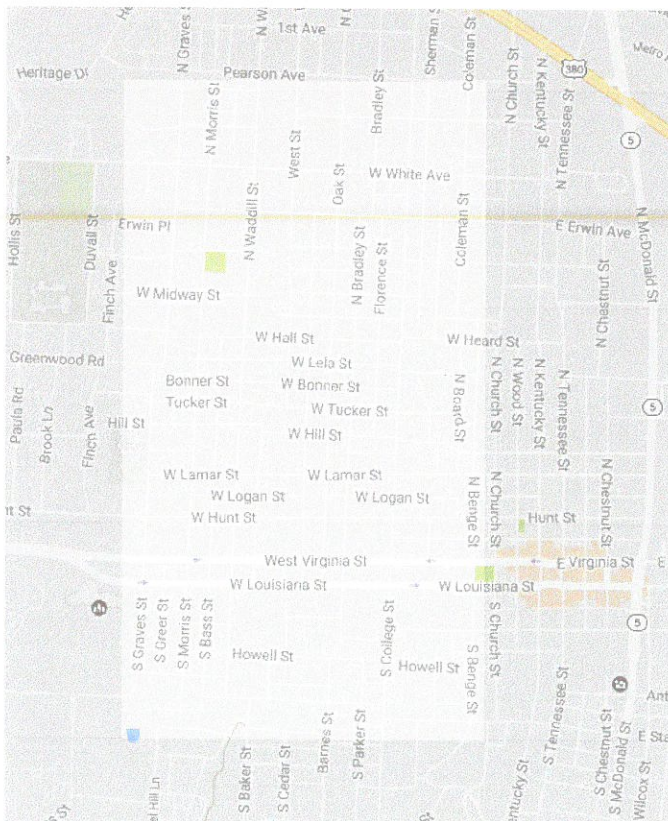 N Graves St
1st Ave
Sherman St
Coleman St
Metro
Heritage Dr
Pearson Ave
380
N Church St
N Kentucky St
N Tennessee St
N Morris St
Bradley St
5
West St
Oak St
W White Ave
N Waddill St
Hollis St
Duvall St
Erwin Pl
Coleman St
E Erwin Ave
N McDonald St
N Bradley St
Florence St
Finch Ave
N Chestnut St
W Midway St
W Hall St
W Heard St
Greenwood Rd
W Lela St
Bonner St
W Bonner St
Tucker St
W Tucker St
N Board St
N Church St
N Wood St
N Kentucky St
N Tennessee St
5
Paula Rd
Brook Ln
Finch Ave
Hill St
W Hill St
W Lamar St
W Lamar St
W Logan St
W Logan St
N Benge St
N Church St
N Chestnut St
W Hunt St
Hunt St
West Virginia St
E Virginia St
E
W Louisiana St
W Louisiana St
S Graves St
S Greer St
S Morris St
S Bass St
S College St
S Church St
5
Howell St
Howell St
S Benge St
S Tennessee St
Barnes St
S Parker St
S Baker St
S Cedar St
S Chestnut St
S McDonald St
Wilcox St